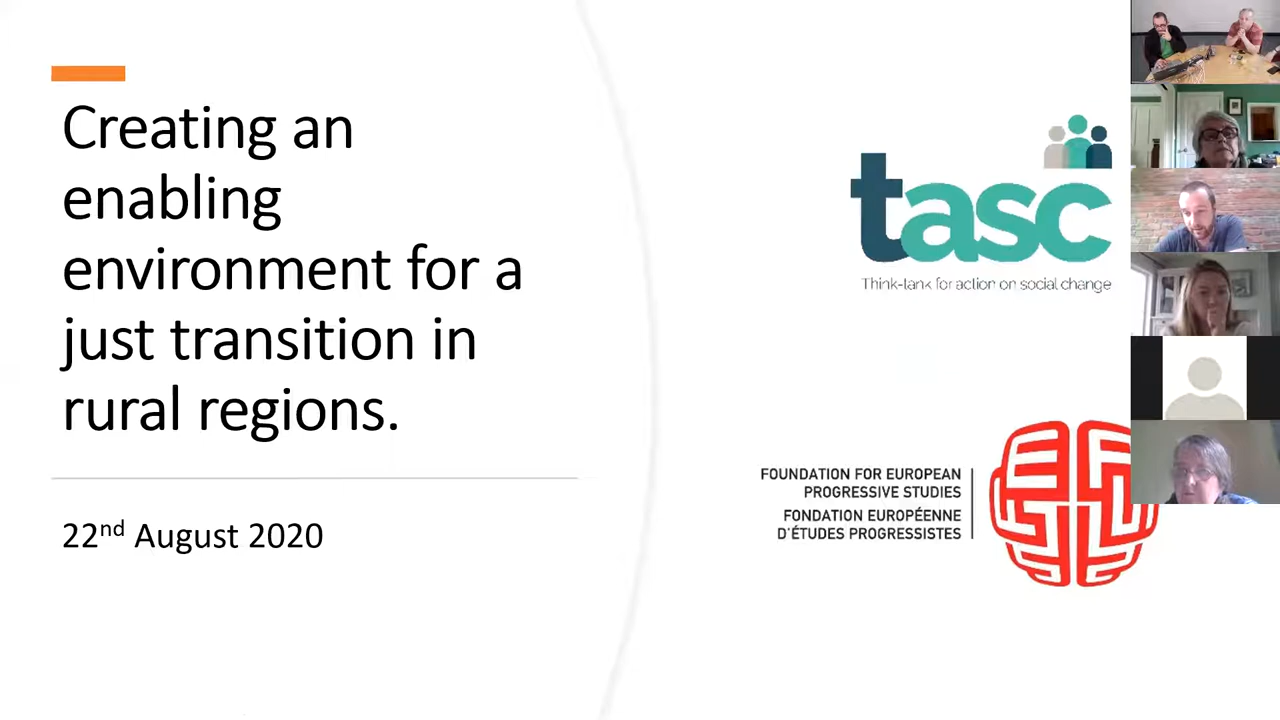 Creating an
enabling
environment for a
just transition in
rural regions.
22nd August 2020
tasc
Think-tank for action on social change
FOUNDATION FOR EUROPEAN
PROGRESSIVE STUDIES
FONDATION EUROPÉENNE
D'ÉTUDES PROGRESSISTES